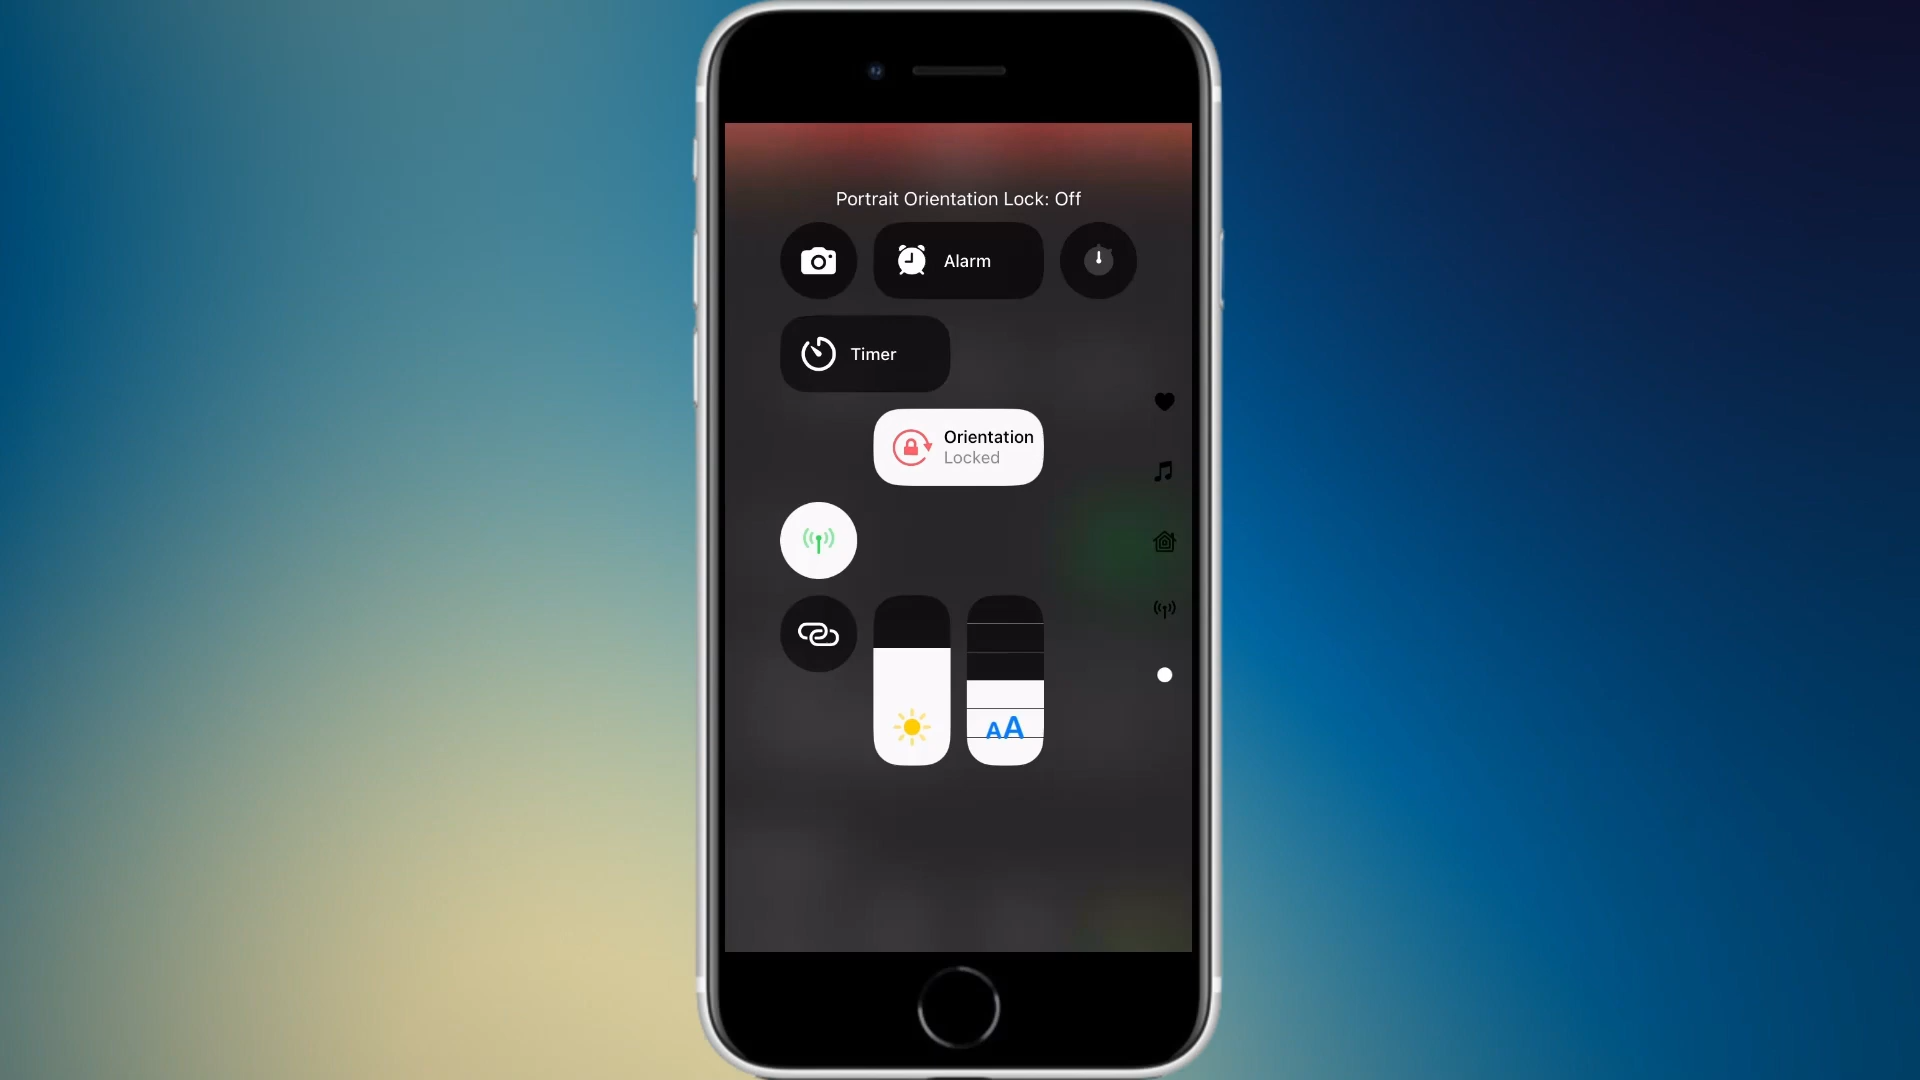 Portrait Orientation Lock: Off
Alarm
Timer
Orientation
Locked
AA